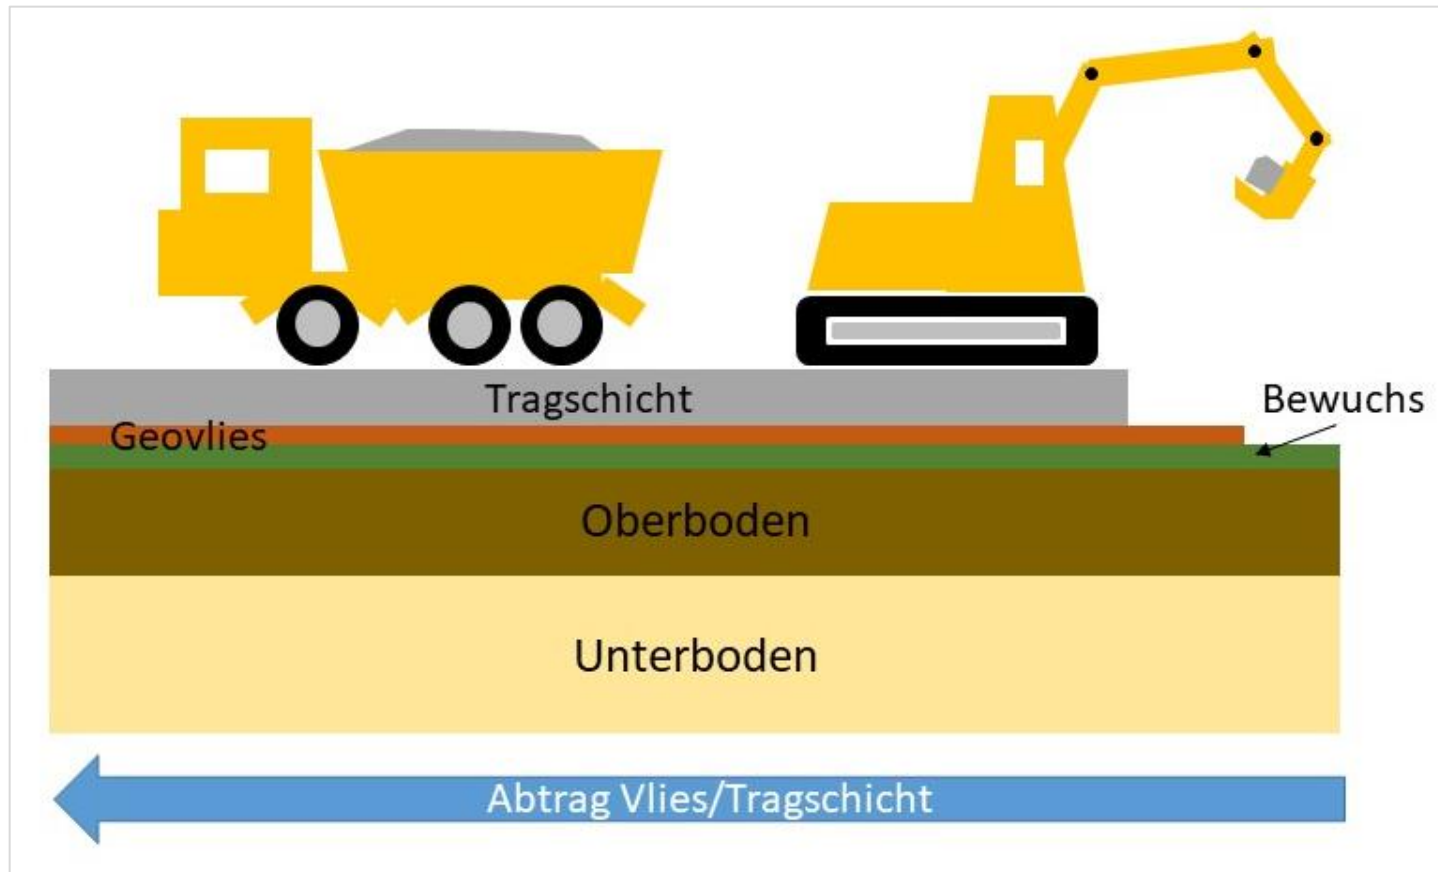 Tragschicht
Bewuchs
Geovlies
Oberboden
Unterboden
Abtrag Vlies/Tragschicht